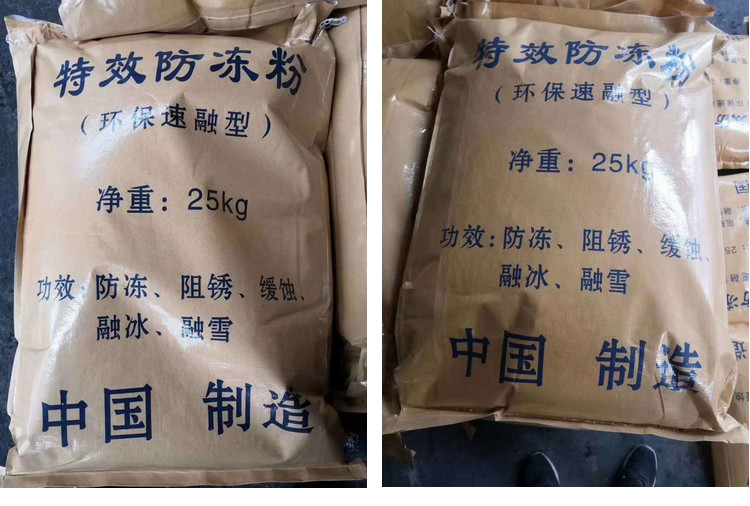 特效防冻粉
（环保速融型）
净重：25kg
功效：防冻、阻锈、缓蚀、
融冰、融雪
中国 制造
特效防冻粉
（环保速融型）
净重：25kg
功效：防冻、阻锈、缓蚀、
融冰、融雪
中国 制造